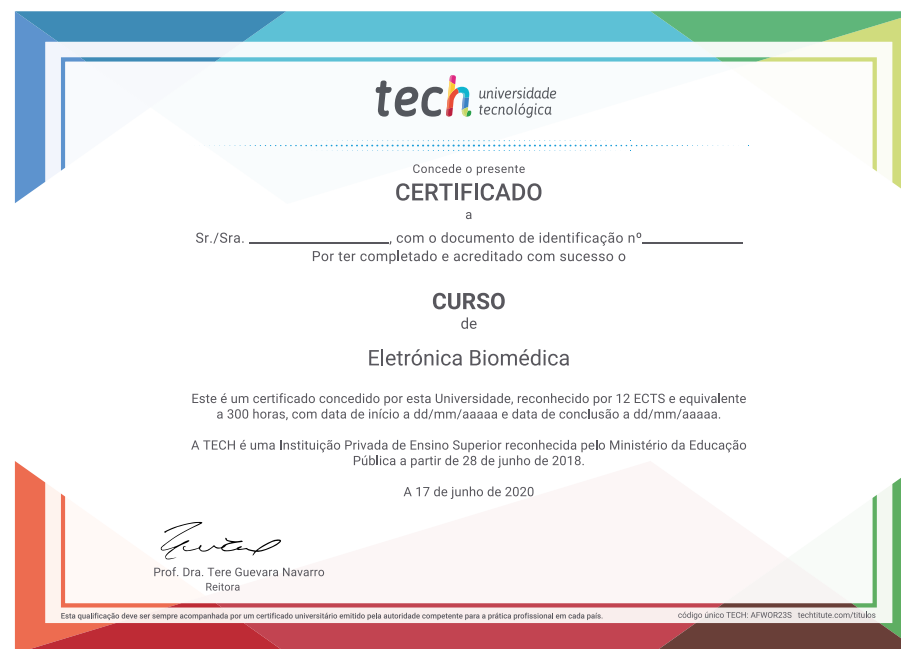 tech universidade
tecnológica
Concede o presente
CERTIFICADO
a
Sr./Sra. , com o documento de identificação nº
Por ter completado e acreditado com sucesso o
CURSO
de
Eletrónica Biomédica
Este é um certificado concedido por esta Universidade, reconhecido por 12 ECTS e equivalente
a 300 horas, com data de início a dd/mm/aaaaa e data de conclusão a dd/mm/aaaaa.
A TECH é uma Instituição Privada de Ensino Superior reconhecida pelo Ministério da Educação
Pública a partir de 28 de junho de 2018.
A 17 de junho de 2020
Prof. Dra. Tere Guevara Navarro
Reitora
Esta qualificação deve ser sempre acompanhada por um certificado universitário emitido pela autoridade competente para a prática profissional em cada país.
código único TECH: AFWOR23S techtitute.com/titulos